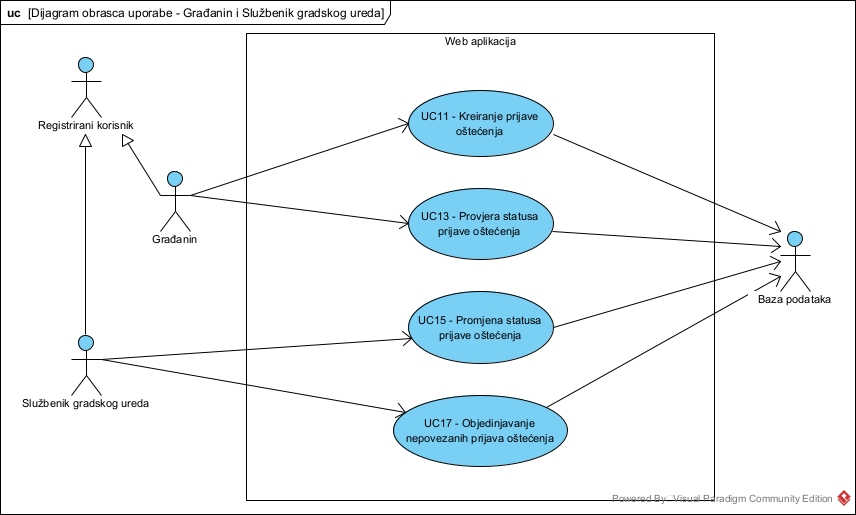 uc [Dijagram obrasca uporabe - Građanin i Službenik gradskog ureda]
Web aplikacija
Registrirani korisnik
UC11 - Kreiranje prijave
oštećenja
Građanin
UC13 - Provjera statusa
prijave oštećenja
Baza podataka
UC15 - Promjena statusa
prijave oštećenja
Službenik gradskog ureda
UC17 - Objedinjavanje
nepovezanih prijava oštećenja
Powered By: Visual Paradigm Community Edition